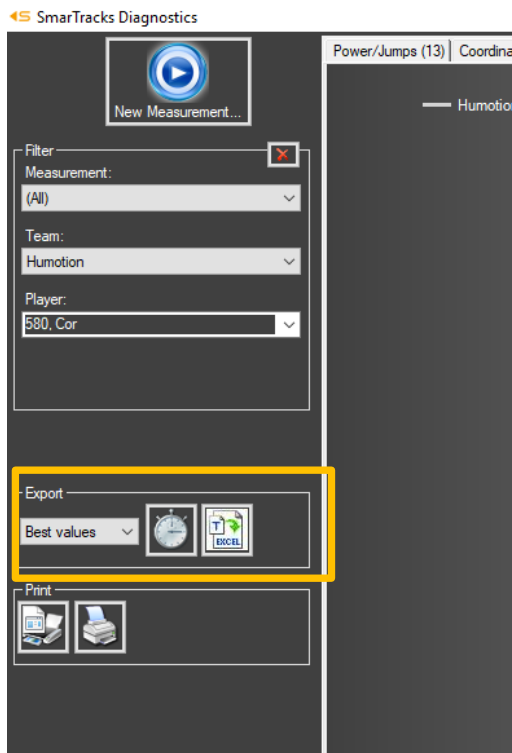 SmarTracks Diagnostics
Power/Jumps (13)
Coordina
New Measurement...
Humotion
Filter
Measurement:
(All)
Team:
Humotion
Player:
580, Cor
Export
Best values
T
EXCEL
Print